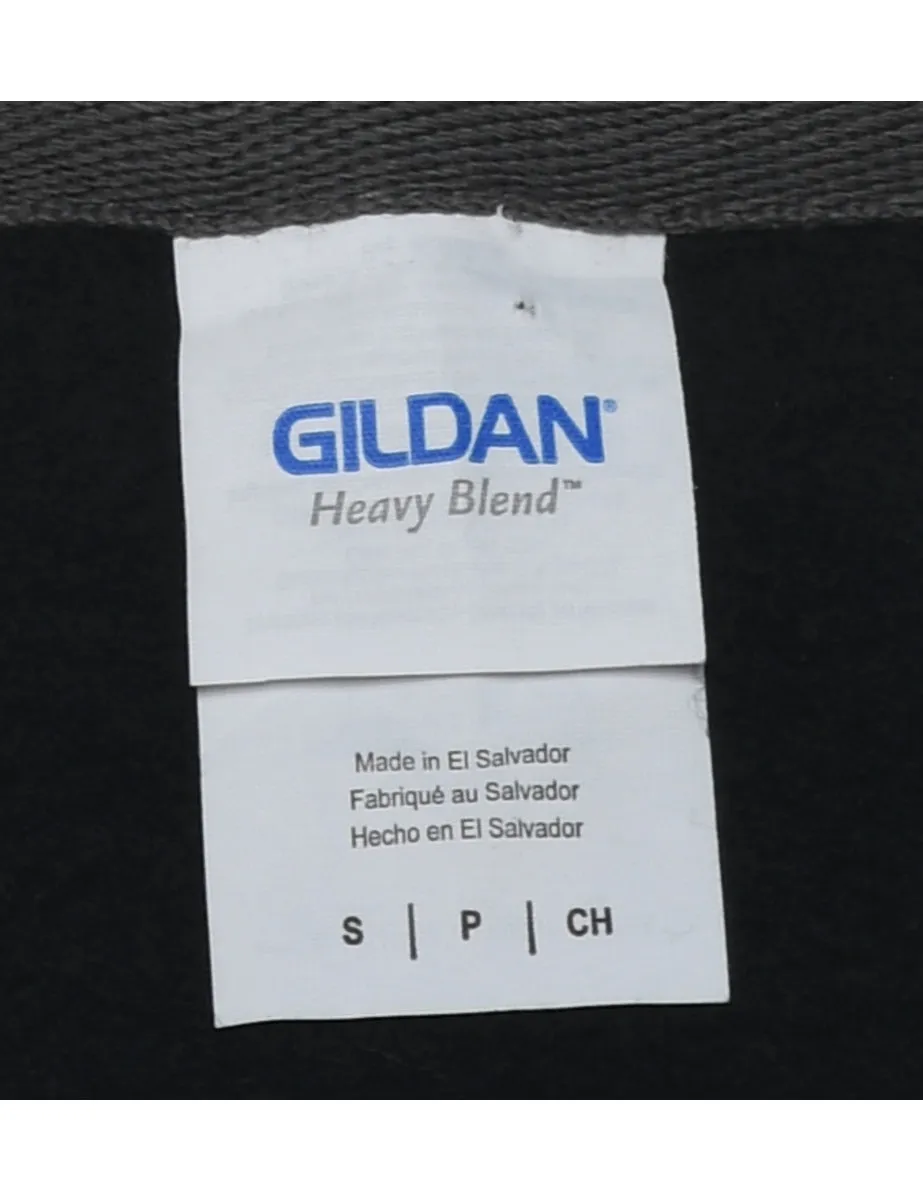 GILDAN®
Heavy Blend™
Made in El Salvador
Fabriqué au Salvador
Hecho en El Salvador
S | P | CH